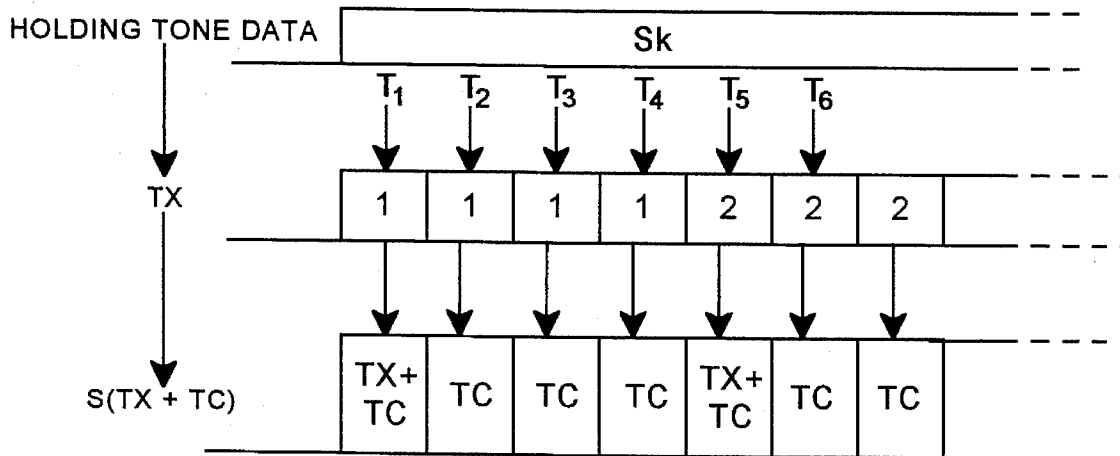 HOLDING TONE DATA Sk
T1 T2 T3 T4 T5 T6
TX 1 1 1 1 2 2 2
S(TX + TC) TX+ TC TC TC TC TX+ TC TC TC